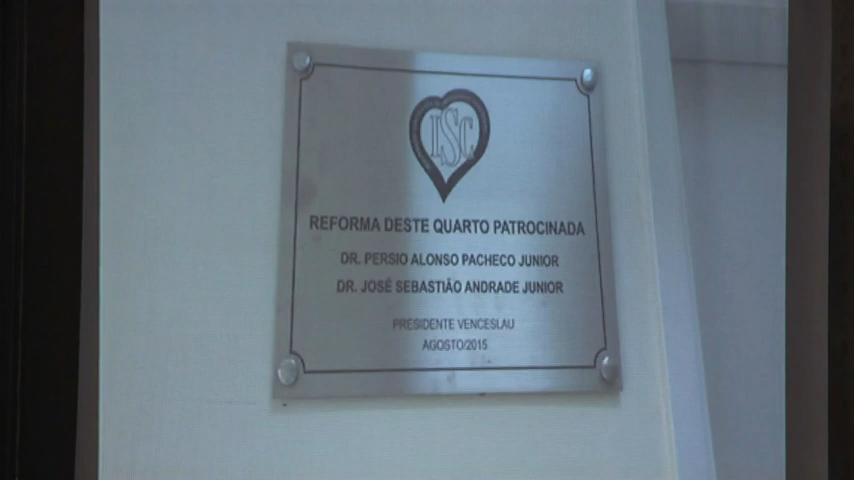 ISC
REFORMA DESTE QUARTO PATROCINADA
DR. PERSIO ALONSO PACHECO JUNIOR
DR. JOSÉ SEBASTIÃO ANDRADE JUNIOR
PRESIDENTE VENCESLAU
AGOSTO/2015